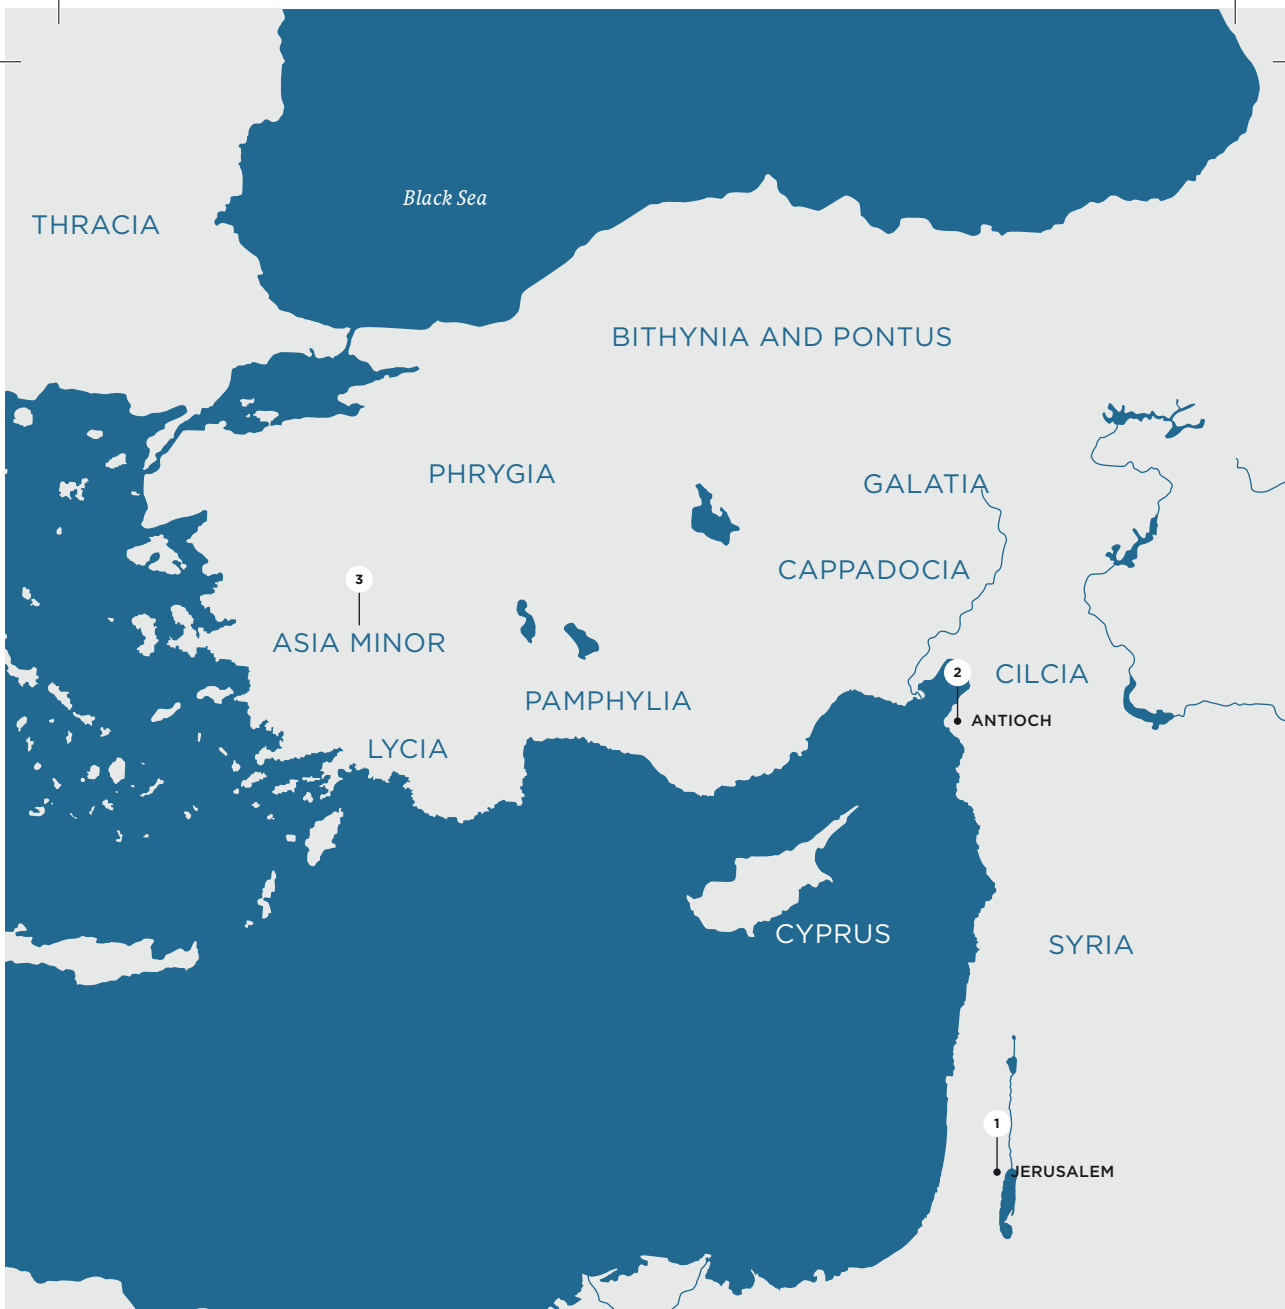 Black Sea
THRACIA
BITHYNIA AND PONTUS
PHRYGIA
GALATIA
CAPPADOCIA
3
ASIA MINOR
2
CILCIA
PAMPHYLIA
ANTIOCH
LYCIA
CYPRUS
SYRIA
1
JERUSALEM